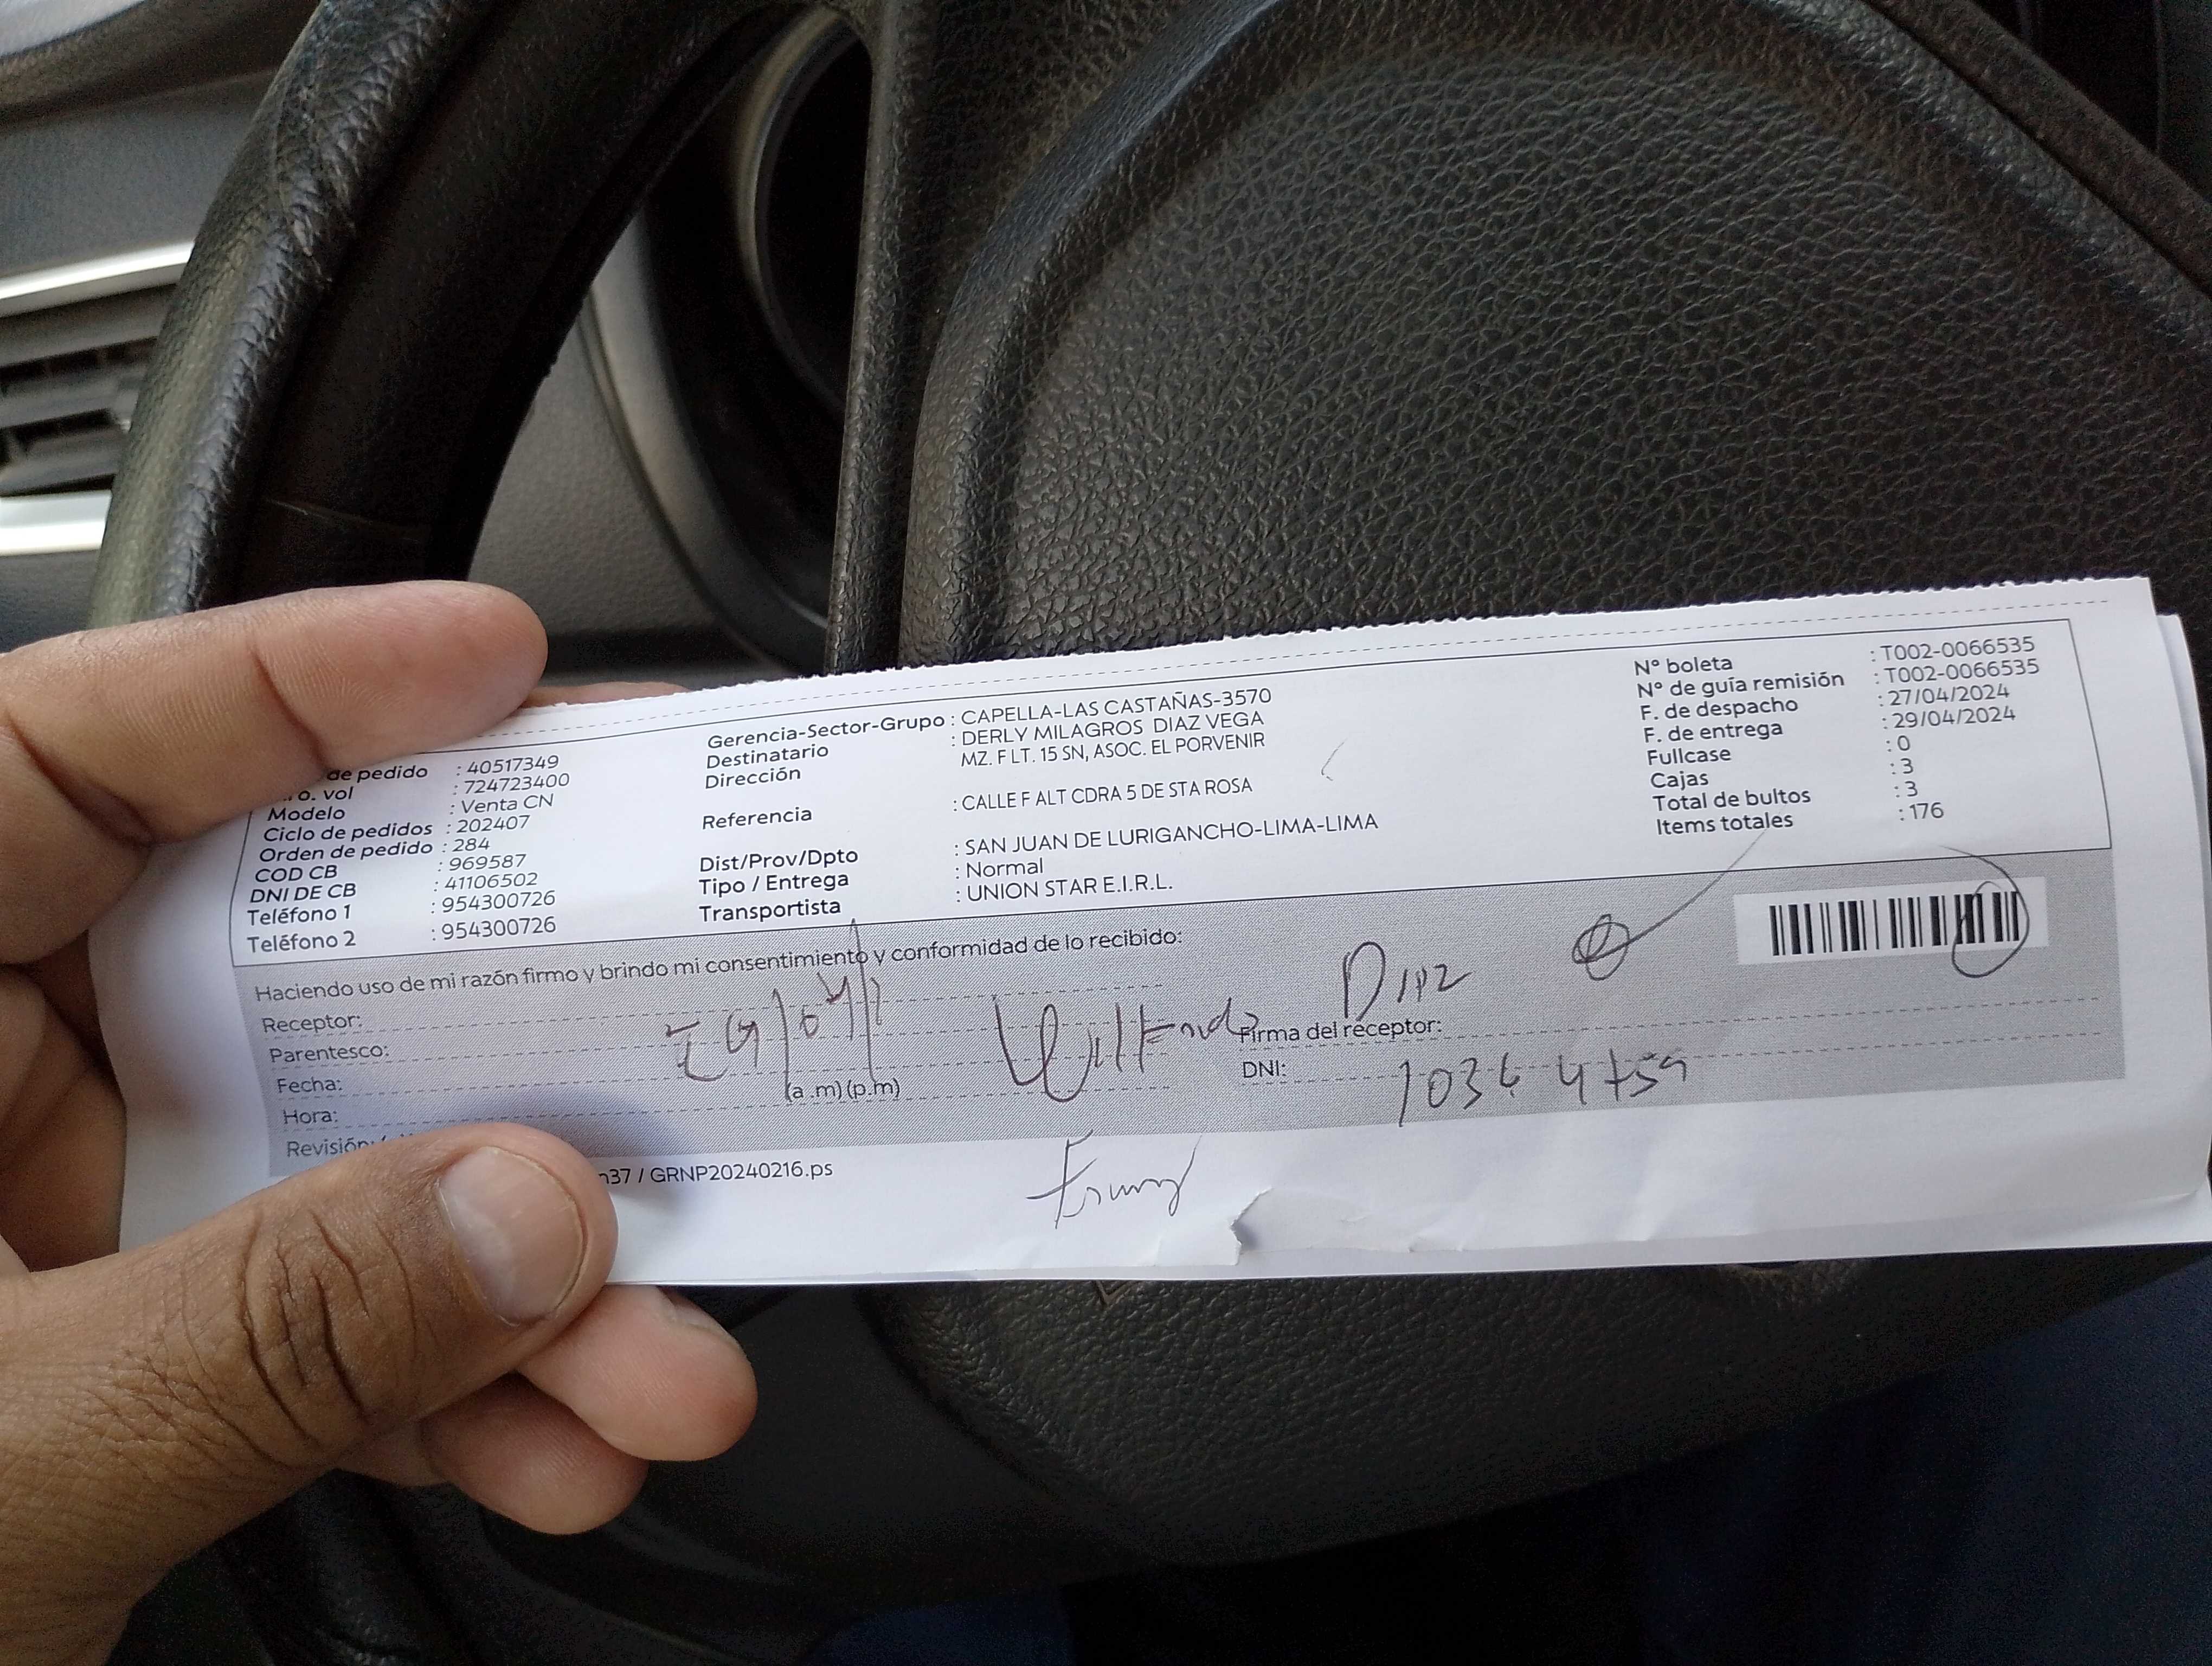 de pedido : 40517349
o. vol : 724723400
Modelo : Venta CN
Ciclo de pedidos : 202407
Orden de pedido : 284
COD CB : 969587
DNI DE CB : 41106502
Teléfono 1 : 954300726
Teléfono 2 : 954300726
Gerencia-Sector-Grupo : CAPELLA-LAS CASTAÑAS-3570
Destinatario : DERLY MILAGROS DIAZ VEGA
Dirección MZ. F LT. 15 SN, ASOC. EL PORVENIR
Referencia : CALLE F ALT CDRA 5 DE STA ROSA
Dist/Prov/Dpto : SAN JUAN DE LURIGANCHO-LIMA-LIMA
Tipo / Entrega : Normal
Transportista : UNION STAR E.I.R.L.
N° boleta : T002-0066535
N° de guía remisión : T002-0066535
F. de despacho : 27/04/2024
F. de entrega : 29/04/2024
Fullcase : 0
Cajas : 3
Total de bultos : 3
Items totales : 176
Haciendo uso de mi razón firmo y brindo mi consentimiento y conformidad de lo recibido:
Receptor:
Parentesco:
Fecha:
Hora: (a.m) (p.m)
Revisión:
Firma del receptor:
DNI:
n37 / GRNP20240216.ps